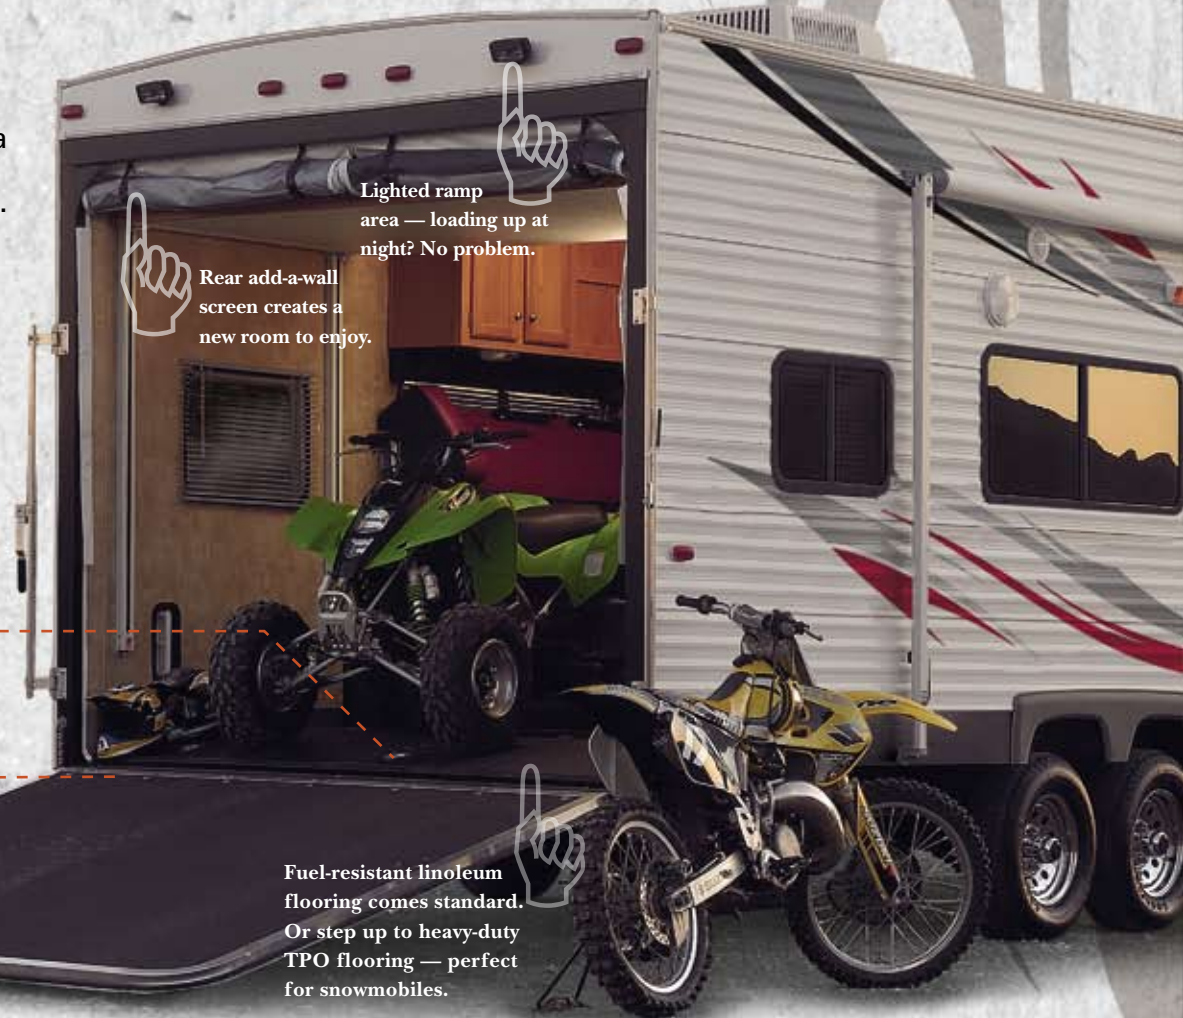 a
.
Lighted ramp
area — loading up at
night? No problem.
Rear add-a-wall
screen creates a
new room to enjoy.
Fuel-resistant linoleum
flooring comes standard.
Or step up to heavy-duty
TPO flooring — perfect
for snowmobiles.